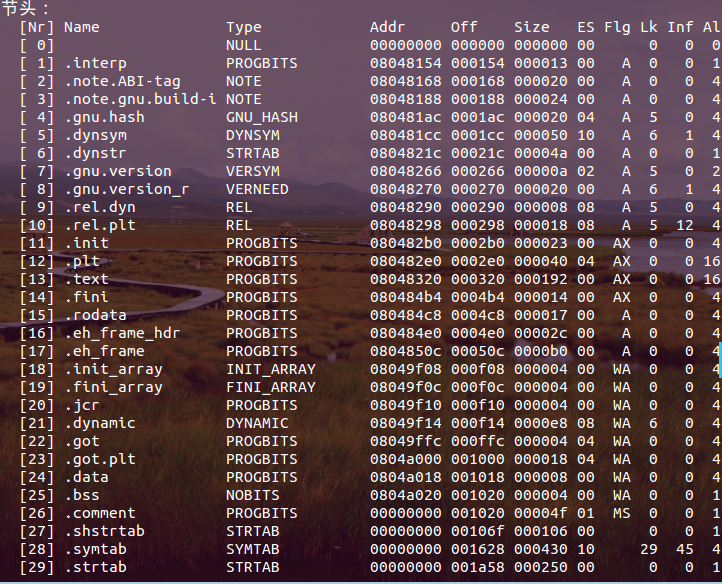 节头：
[Nr] Name Type Addr Off Size ES Flg Lk Inf Al
[ 0] NULL 00000000 000000 000000 00 0 0 0
[ 1] .interp PROGBITS 08048154 000154 000013 00 A 0 0 1
[ 2] .note.ABI-tag NOTE 08048168 000168 000020 00 A 0 0 4
[ 3] .note.gnu.build-i NOTE 08048188 000188 000024 00 A 0 0 4
[ 4] .gnu.hash GNU_HASH 080481ac 0001ac 000020 04 A 5 0 4
[ 5] .dynsym DYNSYM 080481cc 0001cc 000050 10 A 6 1 4
[ 6] .dynstr STRTAB 0804821c 00021c 00004a 00 A 0 0 1
[ 7] .gnu.version VERSYM 08048266 000266 00000a 02 A 5 0 2
[ 8] .gnu.version_r VERNEED 08048270 000270 000020 00 A 6 1 4
[ 9] .rel.dyn REL 08048290 000290 000008 08 A 5 0 4
[10] .rel.plt REL 08048298 000298 000018 08 A 5 12 4
[11] .init PROGBITS 080482b0 0002b0 000023 00 AX 0 0 4
[12] .plt PROGBITS 080482e0 0002e0 000040 04 AX 0 0 16
[13] .text PROGBITS 08048320 000320 000192 00 AX 0 0 16
[14] .fini PROGBITS 080484b4 0004b4 000014 00 AX 0 0 4
[15] .rodata PROGBITS 080484c8 0004c8 000017 00 A 0 0 4
[16] .eh_frame_hdr PROGBITS 080484e0 0004e0 00002c 00 A 0 0 4
[17] .eh_frame PROGBITS 0804850c 00050c 0000b0 00 A 0 0 4
[18] .init_array INIT_ARRAY 08049f08 000f08 000004 00 WA 0 0 4
[19] .fini_array FINI_ARRAY 08049f0c 000f0c 000004 00 WA 0 0 4
[20] .jcr PROGBITS 08049f10 000f10 000004 00 WA 0 0 4
[21] .dynamic DYNAMIC 08049f14 000f14 0000e8 08 WA 6 0 4
[22] .got PROGBITS 08049ffc 000ffc 000004 04 WA 0 0 4
[23] .got.plt PROGBITS 0804a000 001000 000018 04 WA 0 0 4
[24] .data PROGBITS 0804a018 001018 000008 00 WA 0 0 4
[25] .bss NOBITS 0804a020 001020 000004 00 WA 0 0 1
[26] .comment PROGBITS 00000000 001020 00004f 01 MS 0 0 1
[27] .shstrtab STRTAB 00000000 00106f 000106 00 0 0 1
[28] .symtab SYMTAB 00000000 001628 000430 10 29 45 4
[29] .strtab STRTAB 00000000 001a58 000250 00 0 0 1